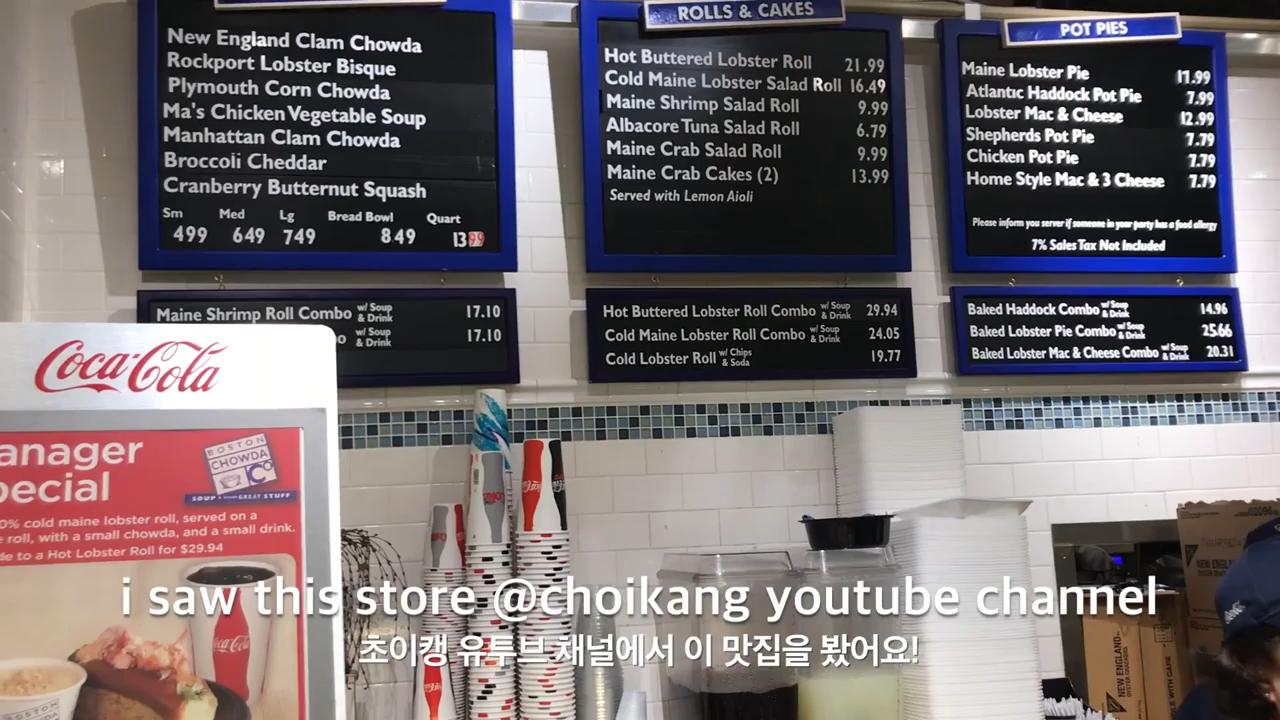 New England Clam Chowda
Rockport Lobster Bisque
Plymouth Corn Chowda
Ma's Chicken Vegetable Soup
Manhattan Clam Chowda
Broccoli Cheddar
Cranberry Butternut Squash
Sm Med Lg Bread Bowl Quart
499 649 749 8.49 13 99
Maine Shrimp Roll Combo w/ Soup & Drink 17.10
w/ Soup & Drink 17.10
ROLLS & CAKES
Hot Buttered Lobster Roll 21.99
Cold Maine Lobster Salad Roll 16.49
Maine Shrimp Salad Roll 9.99
Albacore Tuna Salad Roll 6.79
Maine Crab Salad Roll 9.99
Maine Crab Cakes (2) 13.99
Served with Lemon Aioli
Hot Buttered Lobster Roll Combo w/ Soup & Drink 29.94
Cold Maine Lobster Roll Combo w/ Soup & Drink 24.05
Cold Lobster Roll w/ Chips & Soda 19.77
POT PIES
Maine Lobster Pie 11.99
Atlantic Haddock Pot Pie 7.99
Lobster Mac & Cheese 12.99
Shepherds Pot Pie 7.79
Chicken Pot Pie 7.79
Home Style Mac & 3 Cheese 7.79
Please inform you server if someone in your party has a food allergy
7% Sales Tax Not Included
Baked Haddock Combo w/ Soup & Drink 14.96
Baked Lobster Pie Combo w/ Soup & Drink 25.66
Baked Lobster Mac & Cheese Combo w/ Soup & Drink 20.31
Coca-Cola
anager
pecial
BOSTON
CHOWDA
Co
0% cold maine lobster roll, served on a
roll, with a small chowda, and a small drink.
de to a Hot Lobster Roll for $29.94
i saw this store @choikang youtube channel
초이캥 유투브 채널에서 이 맛집을 봤어요!